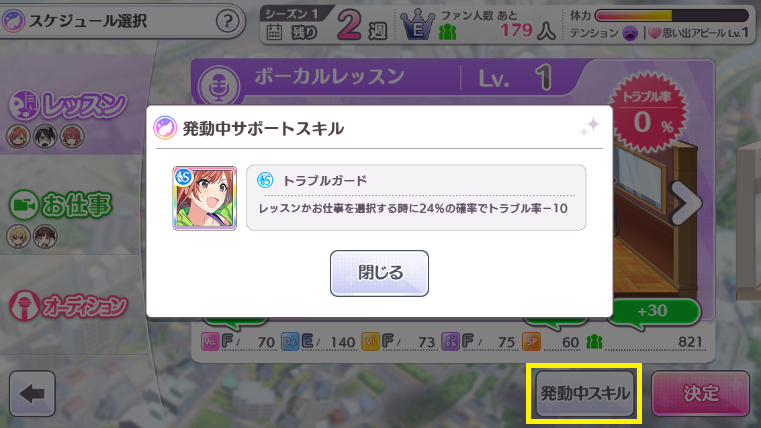 スケジュール選択
?
シーズン 1
残り 2 週
E
ファン人数 あと
179 人
体力
テンション
思い出アピール Lv.1
レッスン
お仕事
オーディション
ボーカルレッスン Lv. 1
トラブル率
0 %
発動中サポートスキル
S
S トラブルガード
レッスンかお仕事を選択する時に24%の確率でトラブル率-10
閉じる
+30
Vo. F / 70 Da. E / 140 Vi. F / 73 F / 75 SP 60 821
発動中スキル
決定